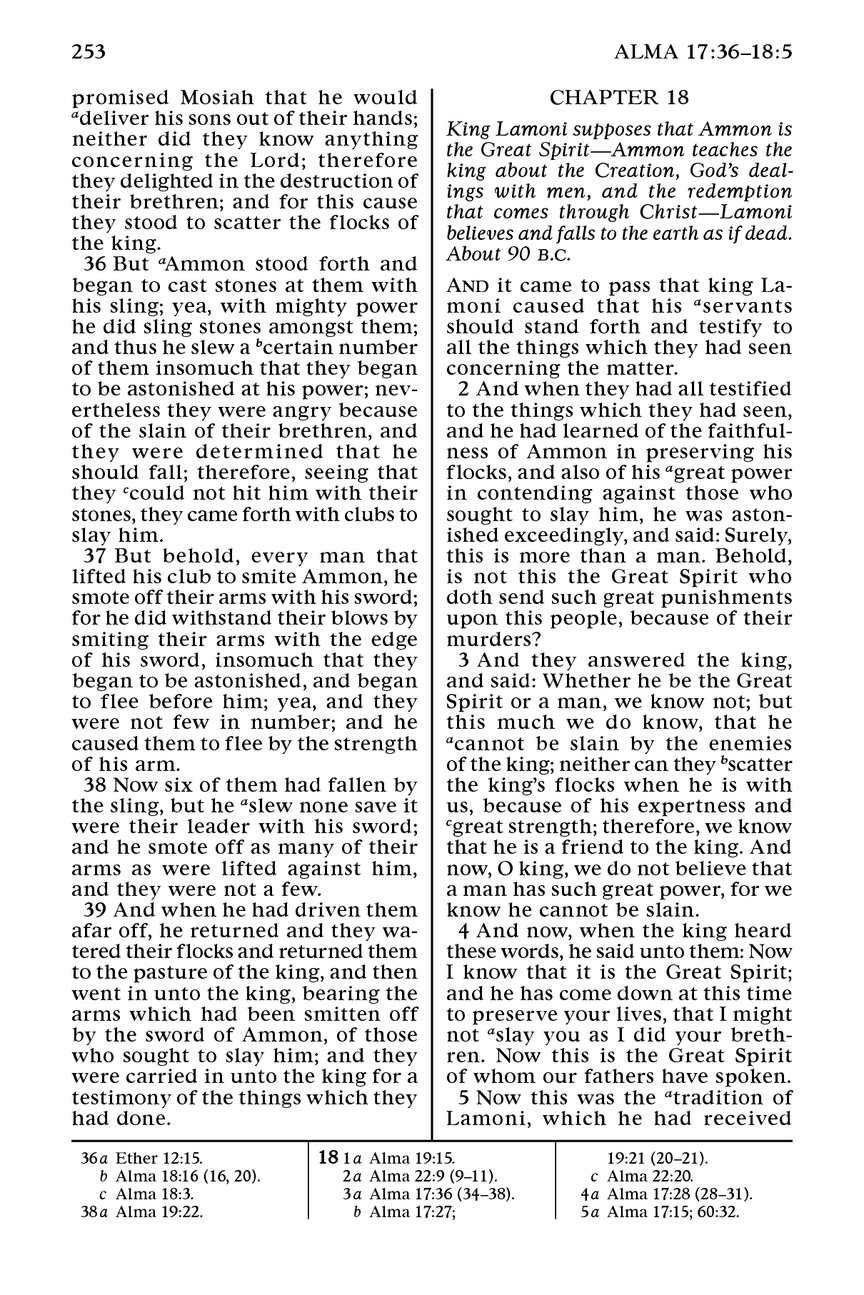 253
ALMA 17:36–18:5
promised Mosiah that he would
adeliver his sons out of their hands;
neither did they know anything
concerning the Lord; therefore
they delighted in the destruction of
their brethren; and for this cause
they stood to scatter the flocks of
the king.
36 But aAmmon stood forth and
began to cast stones at them with
his sling; yea, with mighty power
he did sling stones amongst them;
and thus he slew a bcertain number
of them insomuch that they began
to be astonished at his power; nev-
ertheless they were angry because
of the slain of their brethren, and
they were determined that he
should fall; therefore, seeing that
they ccould not hit him with their
stones, they came forth with clubs to
slay him.
37 But behold, every man that
lifted his club to smite Ammon, he
smote off their arms with his sword;
for he did withstand their blows by
smiting their arms with the edge
of his sword, insomuch that they
began to be astonished, and began
to flee before him; yea, and they
were not few in number; and he
caused them to flee by the strength
of his arm.
38 Now six of them had fallen by
the sling, but he aslew none save it
were their leader with his sword;
and he smote off as many of their
arms as were lifted against him,
and they were not a few.
39 And when he had driven them
afar off, he returned and they wa-
tered their flocks and returned them
to the pasture of the king, and then
went in unto the king, bearing the
arms which had been smitten off
by the sword of Ammon, of those
who sought to slay him; and they
were carried in unto the king for a
testimony of the things which they
had done.
CHAPTER 18
King Lamoni supposes that Ammon is
the Great Spirit—Ammon teaches the
king about the Creation, God’s deal-
ings with men, and the redemption
that comes through Christ—Lamoni
believes and falls to the earth as if dead.
About 90 B.C.
AND it came to pass that king La-
moni caused that his aservants
should stand forth and testify to
all the things which they had seen
concerning the matter.
2 And when they had all testified
to the things which they had seen,
and he had learned of the faithful-
ness of Ammon in preserving his
flocks, and also of his agreat power
in contending against those who
sought to slay him, he was aston-
ished exceedingly, and said: Surely,
this is more than a man. Behold,
is not this the Great Spirit who
doth send such great punishments
upon this people, because of their
murders?
3 And they answered the king,
and said: Whether he be the Great
Spirit or a man, we know not; but
this much we do know, that he
acannot be slain by the enemies
of the king; neither can they bscatter
the king’s flocks when he is with
us, because of his expertness and
cgreat strength; therefore, we know
that he is a friend to the king. And
now, O king, we do not believe that
a man has such great power, for we
know he cannot be slain.
4 And now, when the king heard
these words, he said unto them: Now
I know that it is the Great Spirit;
and he has come down at this time
to preserve your lives, that I might
not aslay you as I did your breth-
ren. Now this is the Great Spirit
of whom our fathers have spoken.
5 Now this was the atradition of
Lamoni, which he had received
36a Ether 12:15.
b Alma 18:16 (16, 20).
c Alma 18:3.
38a Alma 19:22.
18 1a Alma 19:15.
2a Alma 22:9 (9–11).
3a Alma 17:36 (34–38).
b Alma 17:27;
19:21 (20–21).
c Alma 22:20.
4a Alma 17:28 (28–31).
5a Alma 17:15; 60:32.